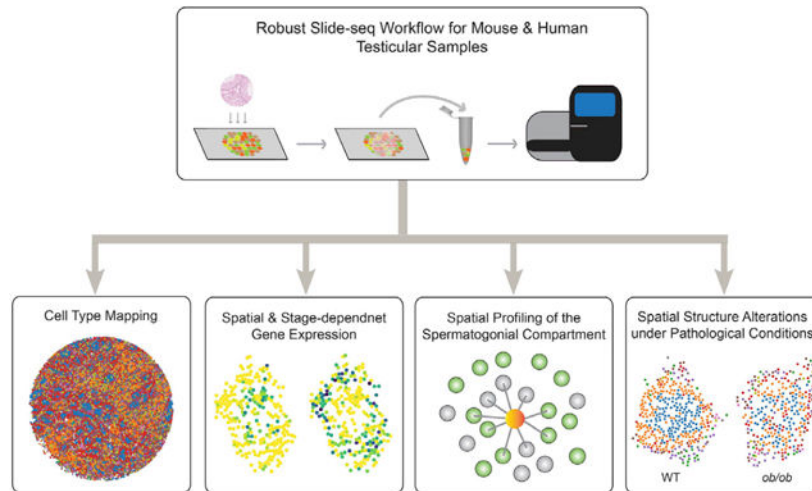 Robust Slide-seq Workflow for Mouse & Human
Testicular Samples
Cell Type Mapping
Spatial & Stage-dependnet
Gene Expression
Spatial Profiling of the
Spermatogonial Compartment
Spatial Structure Alterations
under Pathological Conditions
WT
ob/ob